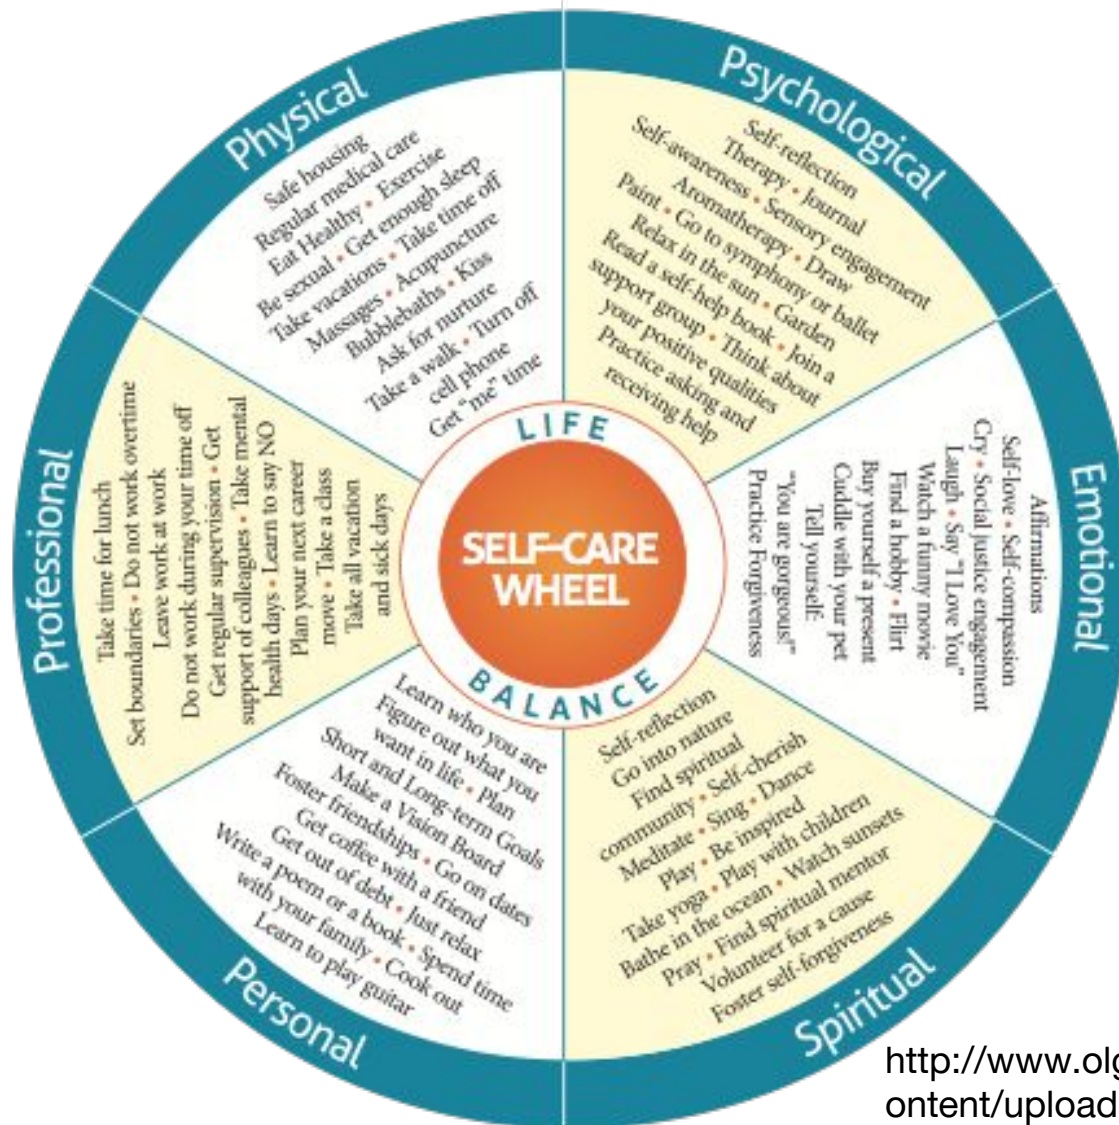 Physical
Safe housing
Regular medical care
Eat Healthy • Exercise
Be sexual • Get enough sleep
Take vacations • Take time off
Massages • Acupuncture
Bubblebaths • Kiss
Ask for nurture
Take a walk • Turn off
cell phone
Get "me" time
Psychological
Self-reflection
Therapy • Journal
Self-awareness • Sensory engagement
Aromatherapy • Draw
Paint • Go to symphony or ballet
Relax in the sun • Garden
Read a self-help book • Join a
support group • Think about
your positive qualities
Practice asking and
receiving help
Emotional
Affirmations
Self-love • Self-compassion
Cry • Social justice engagement
Laugh • Say "I Love You"
Watch a funny movie
Find a hobby • Flirt
Buy yourself a present
Cuddle with your pet
Tell yourself:
"You are gorgeous!"
Practice Forgiveness
Spiritual
Self-reflection
Go into nature
Find spiritual
community • Self-cherish
Meditate • Sing • Dance
Play • Be inspired
Take yoga • Play with children
Bathe in the ocean • Watch sunsets
Pray • Find spiritual mentor
Volunteer for a cause
Foster self-forgiveness
Personal
Learn who you are
Figure out what you
want in life • Plan
Short and Long-term Goals
Make a Vision Board
Foster friendships • Go on dates
Get coffee with a friend
Get out of debt • Just relax
Write a poem or a book • Spend time
with your family • Cook out
Learn to play guitar
Professional
Take time for lunch
Set boundaries • Do not work overtime
Leave work at work
Do not work during your time off
Get regular supervision • Get
support of colleagues • Take mental
health days • Learn to say NO
Plan your next career
move • Take a class
Take all vacation
and sick days
LIFE
SELF-CARE
WHEEL
BALANCE
http://www.olg
ontent/upload